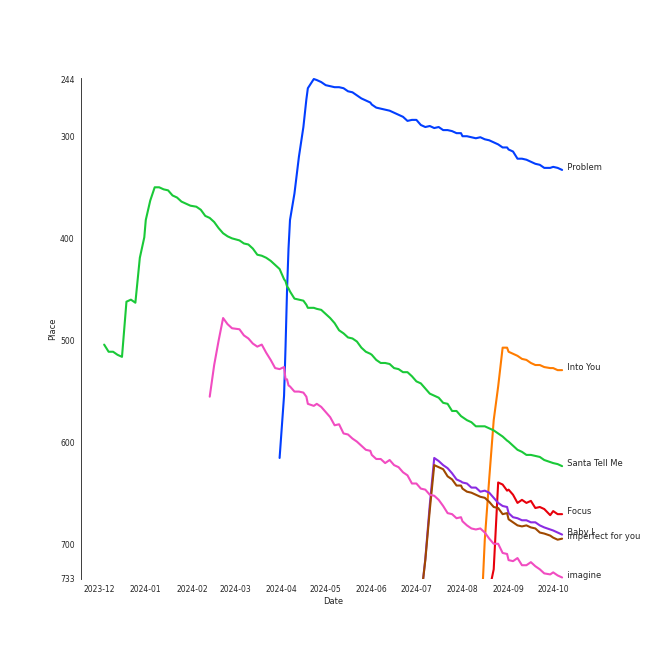 244
300
400
500
600
700
733
Place
2023-12 2024-01 2024-02 2024-03 2024-04 2024-05 2024-06 2024-07 2024-08 2024-09 2024-10
Date
Problem
Into You
Santa Tell Me
Focus
Baby I
imperfect for you
imagine